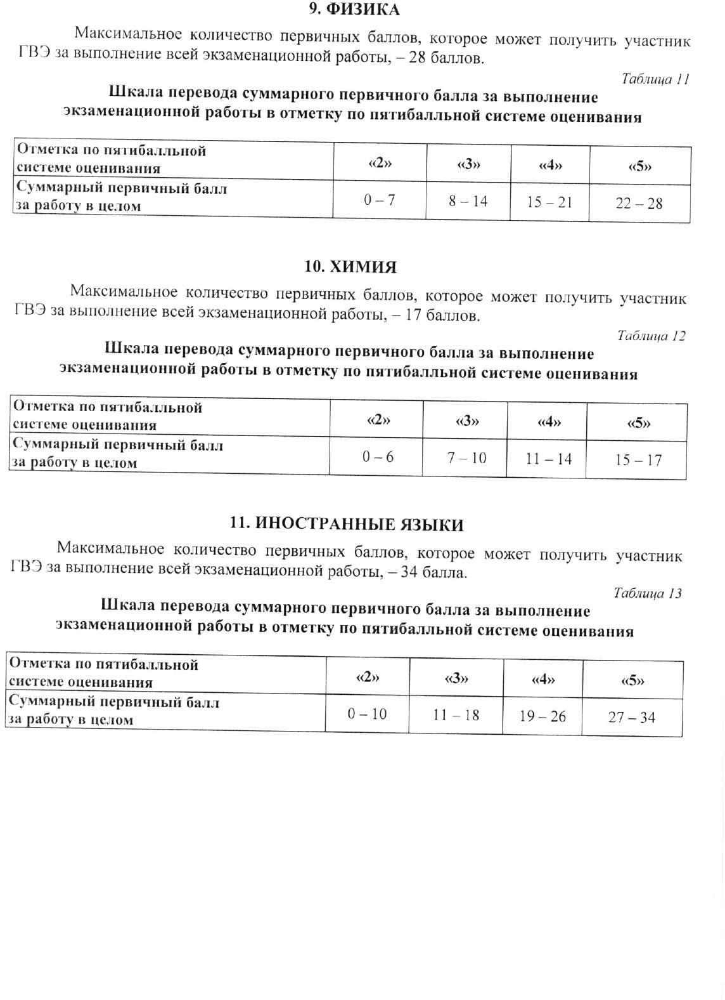 9. ФИЗИКА
Максимальное количество первичных баллов, которое может получить участник
ГВЭ за выполнение всей экзаменационной работы, – 28 баллов.
Таблица 11
Шкала перевода суммарного первичного балла за выполнение
экзаменационной работы в отметку по пятибалльной системе оценивания
Отметка по пятибалльной
системе оценивания
«2» «3» «4» «5»
Суммарный первичный балл
за работу в целом
0 – 7 8 – 14 15 – 21 22 – 28
10. ХИМИЯ
Максимальное количество первичных баллов, которое может получить участник
ГВЭ за выполнение всей экзаменационной работы, – 17 баллов.
Таблица 12
Шкала перевода суммарного первичного балла за выполнение
экзаменационной работы в отметку по пятибалльной системе оценивания
Отметка по пятибалльной
системе оценивания
«2» «3» «4» «5»
Суммарный первичный балл
за работу в целом
0 – 6 7 – 10 11 – 14 15 – 17
11. ИНОСТРАННЫЕ ЯЗЫКИ
Максимальное количество первичных баллов, которое может получить участник
ГВЭ за выполнение всей экзаменационной работы, – 34 балла.
Таблица 13
Шкала перевода суммарного первичного балла за выполнение
экзаменационной работы в отметку по пятибалльной системе оценивания
Отметка по пятибалльной
системе оценивания
«2» «3» «4» «5»
Суммарный первичный балл
за работу в целом
0 – 10 11 – 18 19 – 26 27 – 34